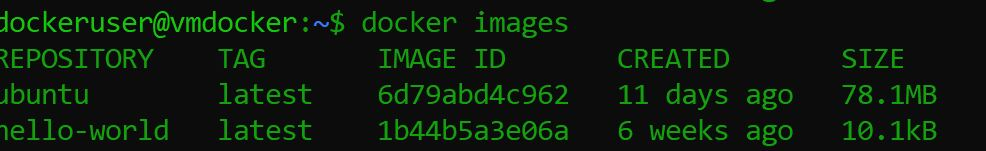 dockeruser@vmdocker:~$ docker images
REPOSITORY TAG IMAGE ID CREATED SIZE
ubuntu latest 6d79abd4c962 11 days ago 78.1MB
hello-world latest 1b44b5a3e06a 6 weeks ago 10.1kB